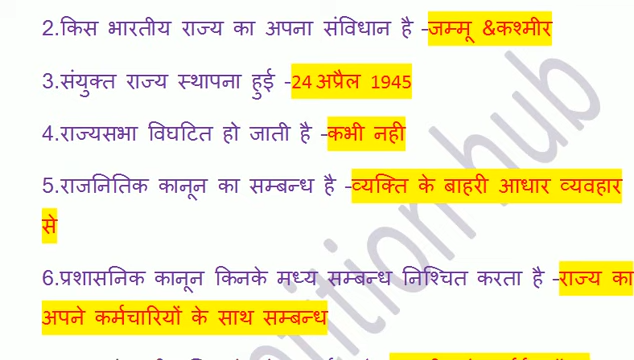 2.किस भारतीय राज्य का अपना संविधान है -जम्मू &कश्मीर
3.संयुक्त राज्य स्थापना हुई -24 अप्रैल 1945
4.राज्यसभा विघटित हो जाती है -कभी नही
5.राजनितिक कानून का सम्बन्ध है -व्यक्ति के बाहरी आधार व्यवहार
से
6.प्रशासनिक कानून किनके मध्य सम्बन्ध निश्चित करता है -राज्य का
अपने कर्मचारियों के साथ सम्बन्ध
hub